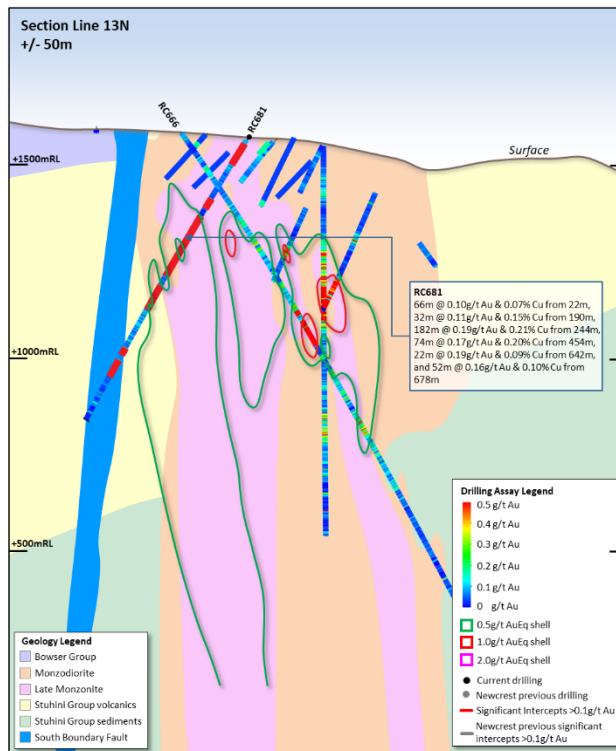 Section Line 13N
+/- 50m
RC666
RC681
Surface
+1500mRL
RC681
66m @ 0.10g/t Au & 0.07% Cu from 22m,
32m @ 0.11g/t Au & 0.15% Cu from 190m,
182m @ 0.19g/t Au & 0.21% Cu from 244m,
74m @ 0.17g/t Au & 0.20% Cu from 454m,
22m @ 0.19g/t Au & 0.09% Cu from 642m,
and 52m @ 0.16g/t Au & 0.10% Cu from
678m
+1000mRL
+500mRL
Drilling Assay Legend
0.5 g/t Au
0.4 g/t Au
0.3 g/t Au
0.2 g/t Au
0.1 g/t Au
0 g/t Au
0.5g/t AuEq shell
1.0g/t AuEq shell
2.0g/t AuEq shell
Current drilling
Newcrest previous drilling
Significant Intercepts >0.1g/t Au
Newcrest previous significant
intercepts >0.1g/t Au
Geology Legend
Bowser Group
Monzodiorite
Late Monzonite
Stuhini Group volcanics
Stuhini Group sediments
South Boundary Fault